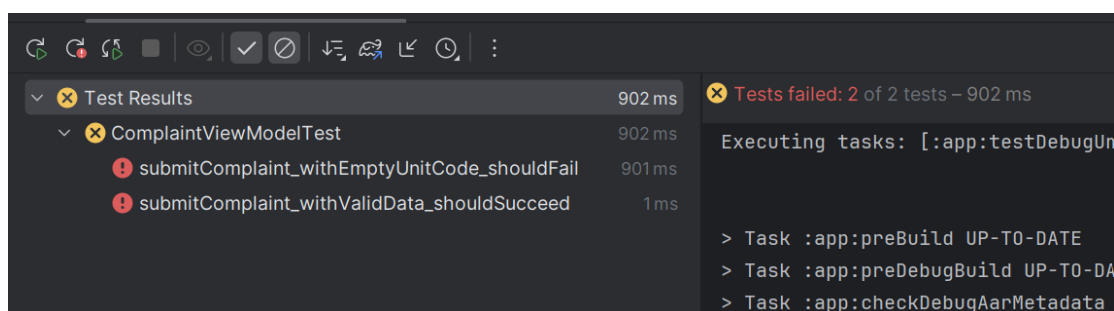 Test Results 902 ms
ComplaintViewModelTest 902 ms
submitComplaint_withEmptyUnitCode_shouldFail 901 ms
submitComplaint_withValidData_shouldSucceed 1 ms
Tests failed: 2 of 2 tests – 902 ms
Executing tasks: [:app:testDebugUn
> Task :app:preBuild UP-TO-DATE
> Task :app:preDebugBuild UP-TO-DA
> Task :app:checkDebugAarMetadata